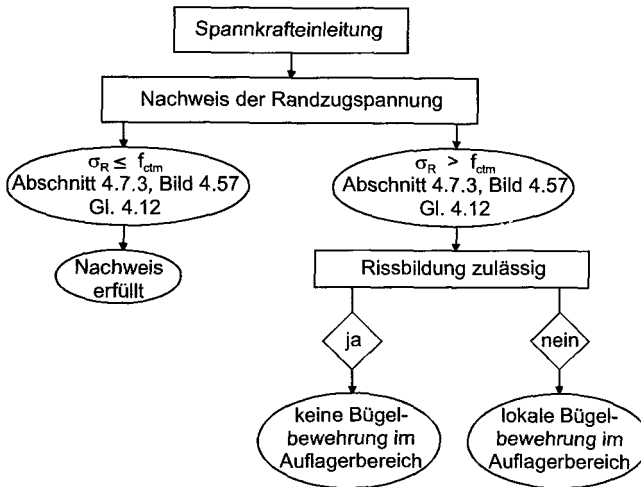 Spannkrafteinleitung
Nachweis der Randzugspannung
σR ≤ fctm
Abschnitt 4.7.3, Bild 4.57
Gl. 4.12
σR > fctm
Abschnitt 4.7.3, Bild 4.57
Gl. 4.12
Nachweis
erfüllt
Rissbildung zulässig
ja
nein
keine Bügel-
bewehrung im
Auflagerbereich
lokale Bügel-
bewehrung im
Auflagerbereich